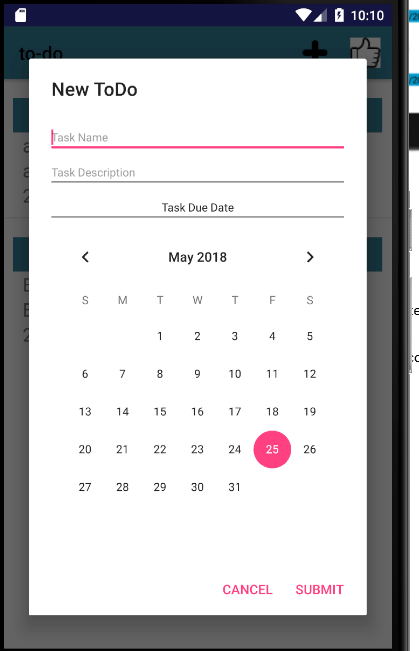 10:10
to-do
New ToDo
Task Name
Task Description
Task Due Date
May 2018
S M T W T F S
1 2 3 4 5
6 7 8 9 10 11 12
13 14 15 16 17 18 19
20 21 22 23 24 25 26
27 28 29 30 31
CANCEL SUBMIT